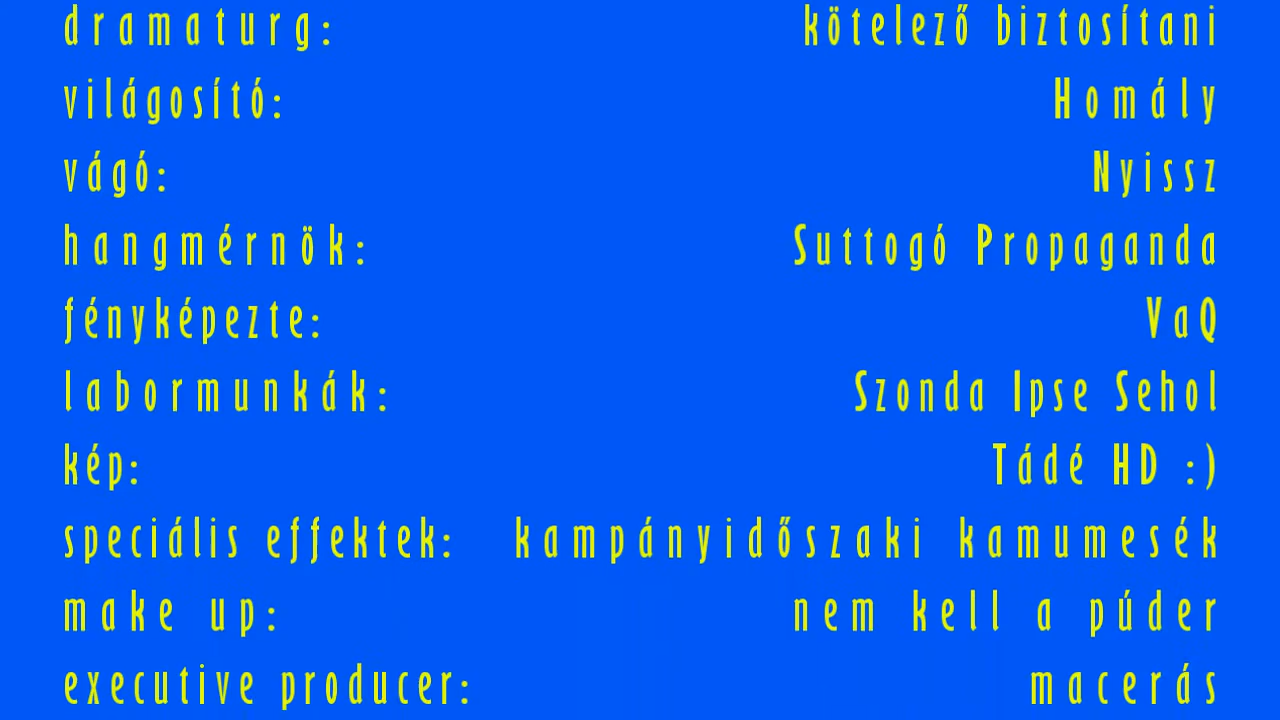 dramaturg: kötelező biztosítani
világosító: Homály
vágó: Nyissz
hangmérnök: Suttogó Propaganda
fényképezte: VaQ
labormunkák: Szonda Ipse Sehol
kép: Tádé HD :)
speciális effektek: kampányidőszaki kamumesék
make up: nem kell a púder
executive producer: macerás